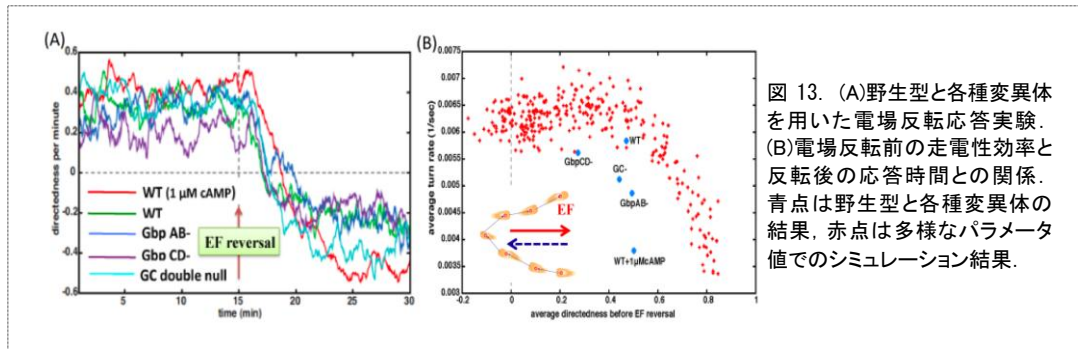 (A)
0.6
0.4
0.2
0
-0.2
-0.4
-0.6
directedness per minute
WT (1 μM cAMP)
WT
Gbp AB-
Gbp CD-
GC double null
EF reversal
5
10
15
20
25
30
time (min)
(B)
0.0075
0.007
0.0065
0.006
0.0055
0.005
0.0045
0.004
0.0035
0.003
average turn rate (1/sec)
WT
GbpCD-
GC-
GbpAB-
EF
WT+1μMcAMP
-0.2
0
0.2
0.4
0.6
0.8
1
average directedness before EF reversal
図 13. (A)野生型と各種変異体
を用いた電場反転応答実験.
(B)電場反転前の走電性効率と
反転後の応答時間との関係.
青点は野生型と各種変異体の
結果, 赤点は多様なパラメータ
値でのシミュレーション結果.